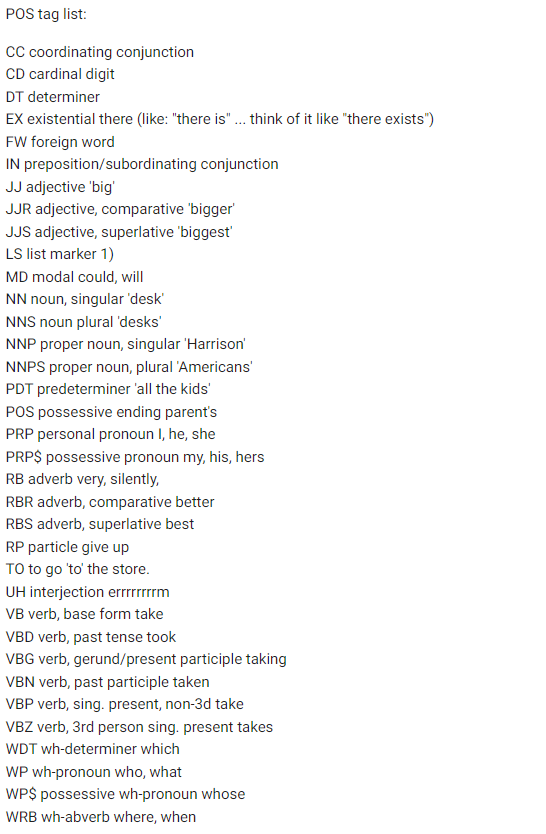 POS tag list:
CC coordinating conjunction
CD cardinal digit
DT determiner
EX existential there (like: "there is" ... think of it like "there exists")
FW foreign word
IN preposition/subordinating conjunction
JJ adjective 'big'
JJR adjective, comparative 'bigger'
JJS adjective, superlative 'biggest'
LS list marker 1)
MD modal could, will
NN noun, singular 'desk'
NNS noun plural 'desks'
NNP proper noun, singular 'Harrison'
NNPS proper noun, plural 'Americans'
PDT predeterminer 'all the kids'
POS possessive ending parent's
PRP personal pronoun I, he, she
PRP$ possessive pronoun my, his, hers
RB adverb very, silently,
RBR adverb, comparative better
RBS adverb, superlative best
RP particle give up
TO to go 'to' the store.
UH interjection errrrrrrrm
VB verb, base form take
VBD verb, past tense took
VBG verb, gerund/present participle taking
VBN verb, past participle taken
VBP verb, sing. present, non-3d take
VBZ verb, 3rd person sing. present takes
WDT wh-determiner which
WP wh-pronoun who, what
WP$ possessive wh-pronoun whose
WRB wh-abverb where, when